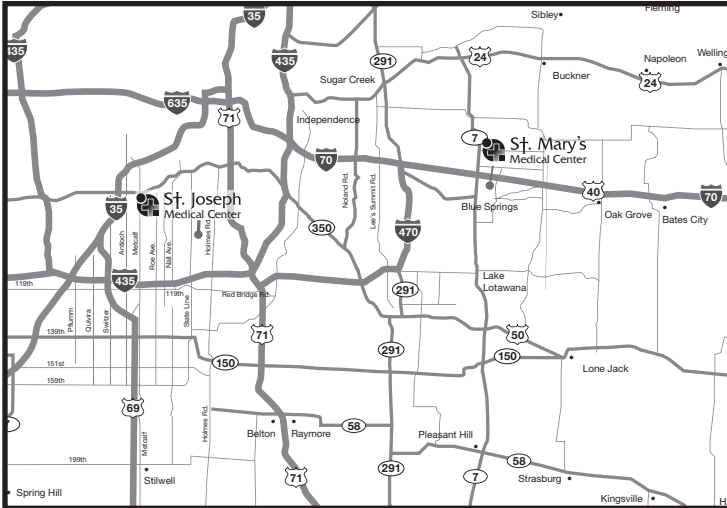 Sibley
Fleming
35
435
435
291
24
Napoleon
Welling
Buckner
24
Sugar Creek
635
71
Independence
7
St. Mary's
Medical Center
70
Noland Rd.
Lee's Summit Rd.
40
70
Blue Springs
Oak Grove
Bates City
St. Joseph
Medical Center
35
Antioch
Metcalf
Roe Ave.
Nall Ave.
Holmes Rd.
350
470
435
119th
119th
State Line
Red Bridge Rd.
291
Lake
Lotawana
Pflumm
Quivira
Switzer
139th
71
50
291
150
150
151st
159th
Lone Jack
69
Holmes Rd.
Metcalf
Belton
Raymore
58
Pleasant Hill
199th
Stilwell
71
291
7
58
Strasburg
Spring Hill
Kingsville
H